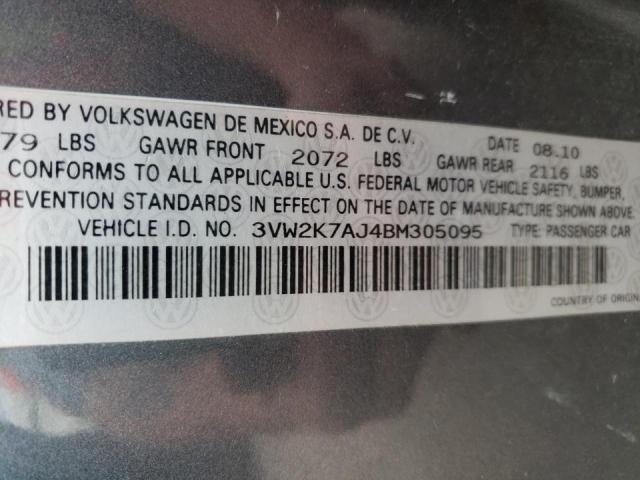 RED BY VOLKSWAGEN DE MEXICO S.A. DE C.V.
79 LBS GAWR FRONT 2072 LBS GAWR REAR 2116 LBS DATE 08.10
CONFORMS TO ALL APPLICABLE U.S. FEDERAL MOTOR VEHICLE SAFETY, BUMPER,
REVENTION STANDARDS IN EFFECT ON THE DATE OF MANUFACTURE SHOWN ABOVE
VEHICLE I.D. NO. 3VW2K7AJ4BM305095 TYPE: PASSENGER CAR
COUNTRY OF ORIGIN